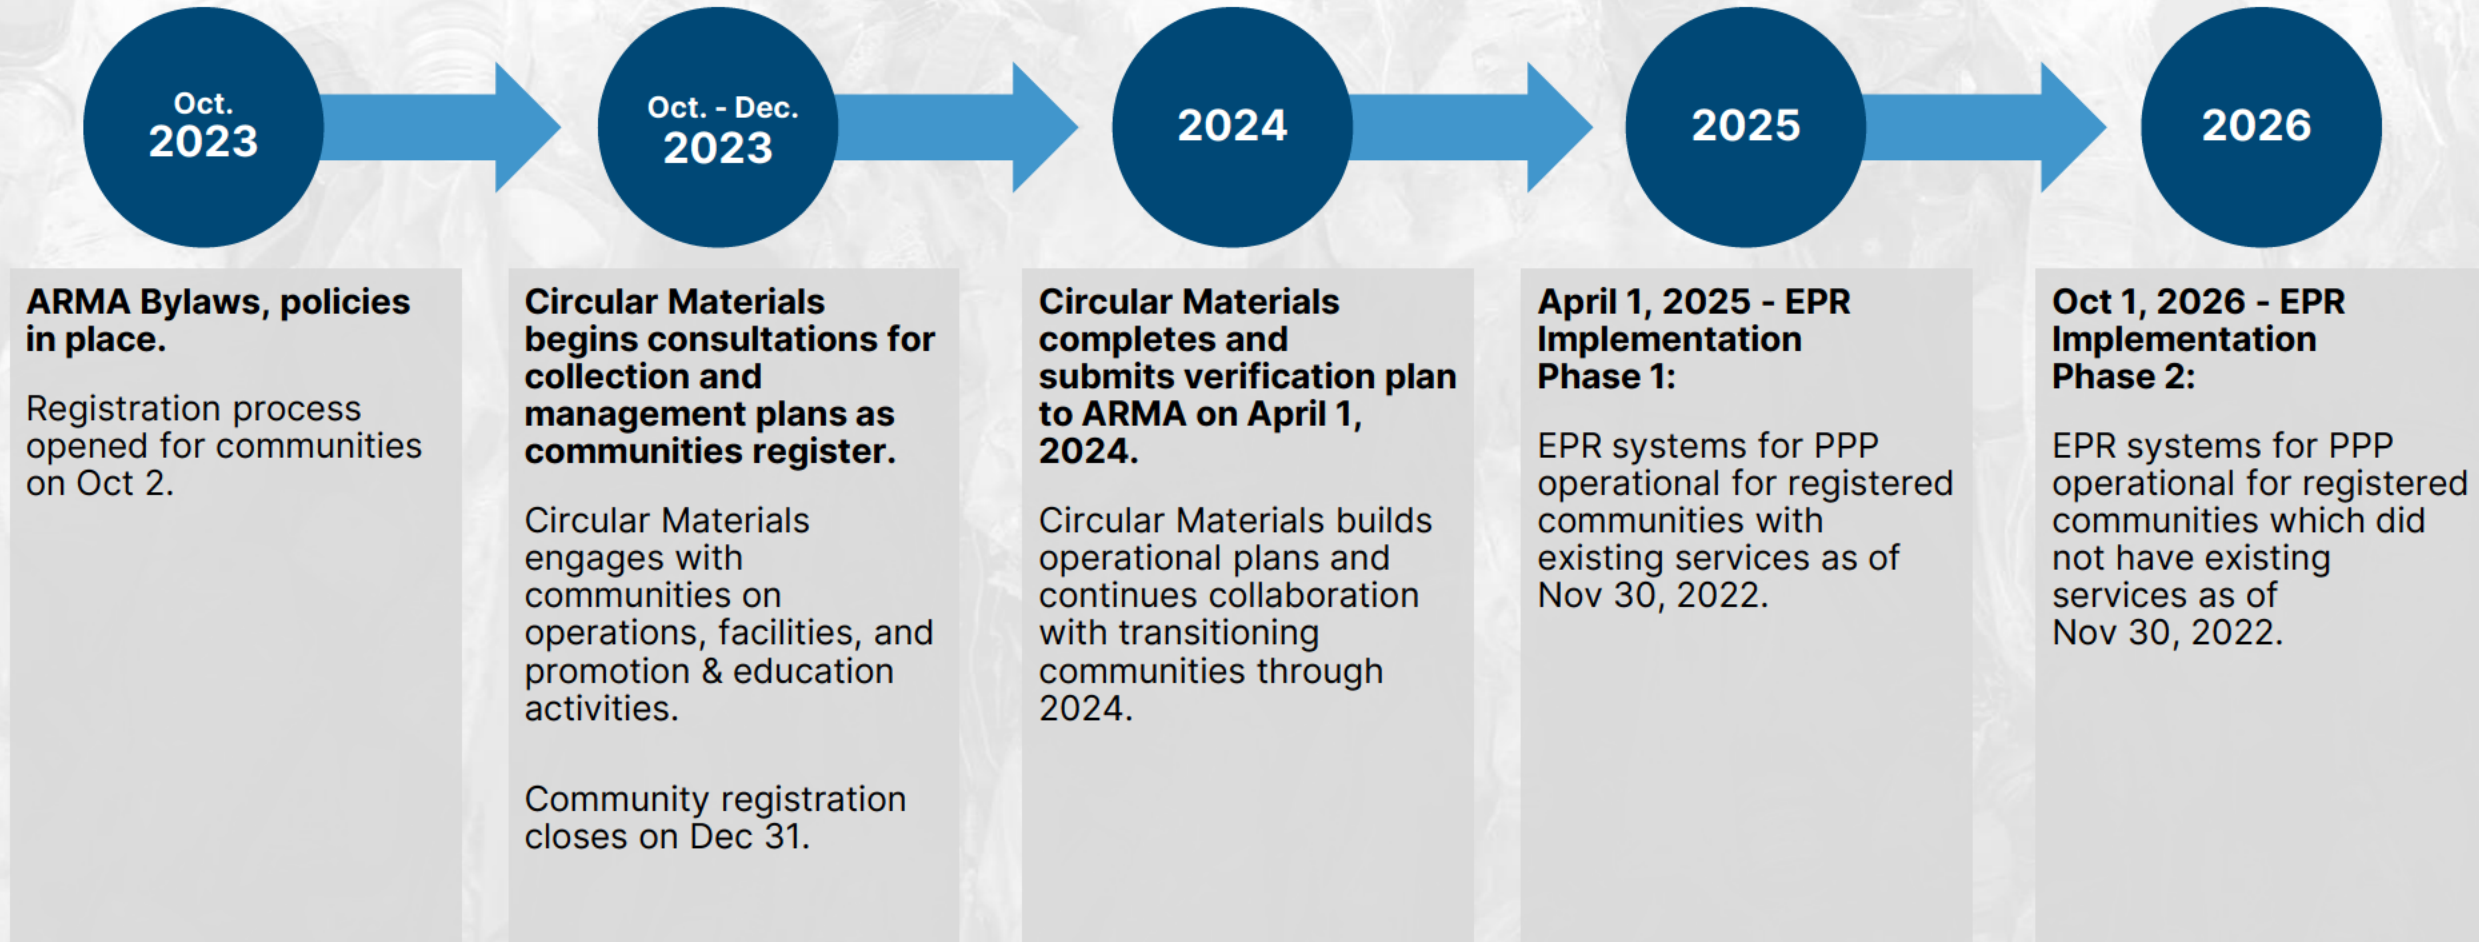 Oct.
2023
Oct. - Dec.
2023
2024
2025
2026
ARMA Bylaws, policies
in place.
Registration process
opened for communities
on Oct 2.
Circular Materials
begins consultations for
collection and
management plans as
communities register.
Circular Materials
engages with
communities on
operations, facilities, and
promotion & education
activities.
Community registration
closes on Dec 31.
Circular Materials
completes and
submits verification plan
to ARMA on April 1,
2024.
Circular Materials builds
operational plans and
continues collaboration
with transitioning
communities through
2024.
April 1, 2025 - EPR
Implementation
Phase 1:
EPR systems for PPP
operational for registered
communities with
existing services as of
Nov 30, 2022.
Oct 1, 2026 - EPR
Implementation
Phase 2:
EPR systems for PPP
operational for registered
communities which did
not have existing
services as of
Nov 30, 2022.